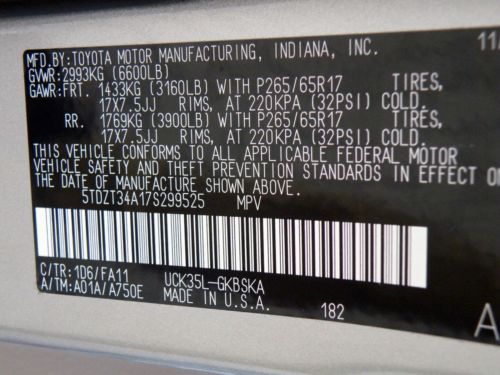 MFD.BY:TOYOTA MOTOR MANUFACTURING, INDIANA, INC. 11/
GVWR:2993KG (6600LB)
GAWR:FRT. 1433KG (3160LB) WITH P265/65R17 TIRES,
17X7.5JJ RIMS, AT 220KPA (32PSI) COLD.
RR. 1769KG (3900LB) WITH P265/65R17 TIRES,
17X7.5JJ RIMS, AT 220KPA (32PSI) COLD.
THIS VEHICLE CONFORMS TO ALL APPLICABLE FEDERAL MOTOR
VEHICLE SAFETY AND THEFT PREVENTION STANDARDS IN EFFECT O
THE DATE OF MANUFACTURE SHOWN ABOVE.
5TDZT34A17S299525 MPV
C/TR:1D6/FA11 UCK35L-GKBSKA
A/TM:A01A/A750E MADE IN U.S.A. 182 A